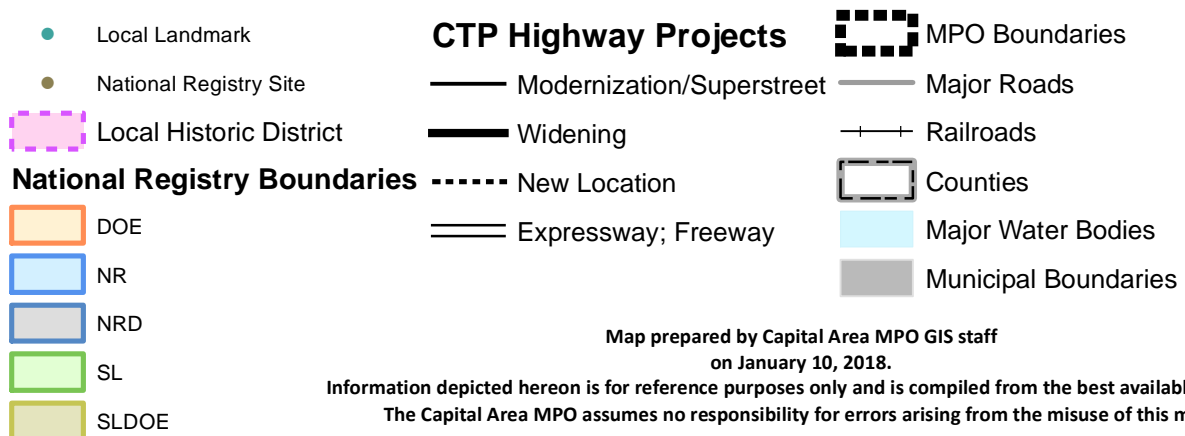 Local Landmark
National Registry Site
Local Historic District
National Registry Boundaries
DOE
NR
NRD
SL
SLDOE
CTP Highway Projects
Modernization/Superstreet
Widening
New Location
Expressway; Freeway
MPO Boundaries
Major Roads
Railroads
Counties
Major Water Bodies
Municipal Boundaries
Map prepared by Capital Area MPO GIS staff
on January 10, 2018.
Information depicted hereon is for reference purposes only and is compiled from the best availabl
The Capital Area MPO assumes no responsibility for errors arising from the misuse of this m